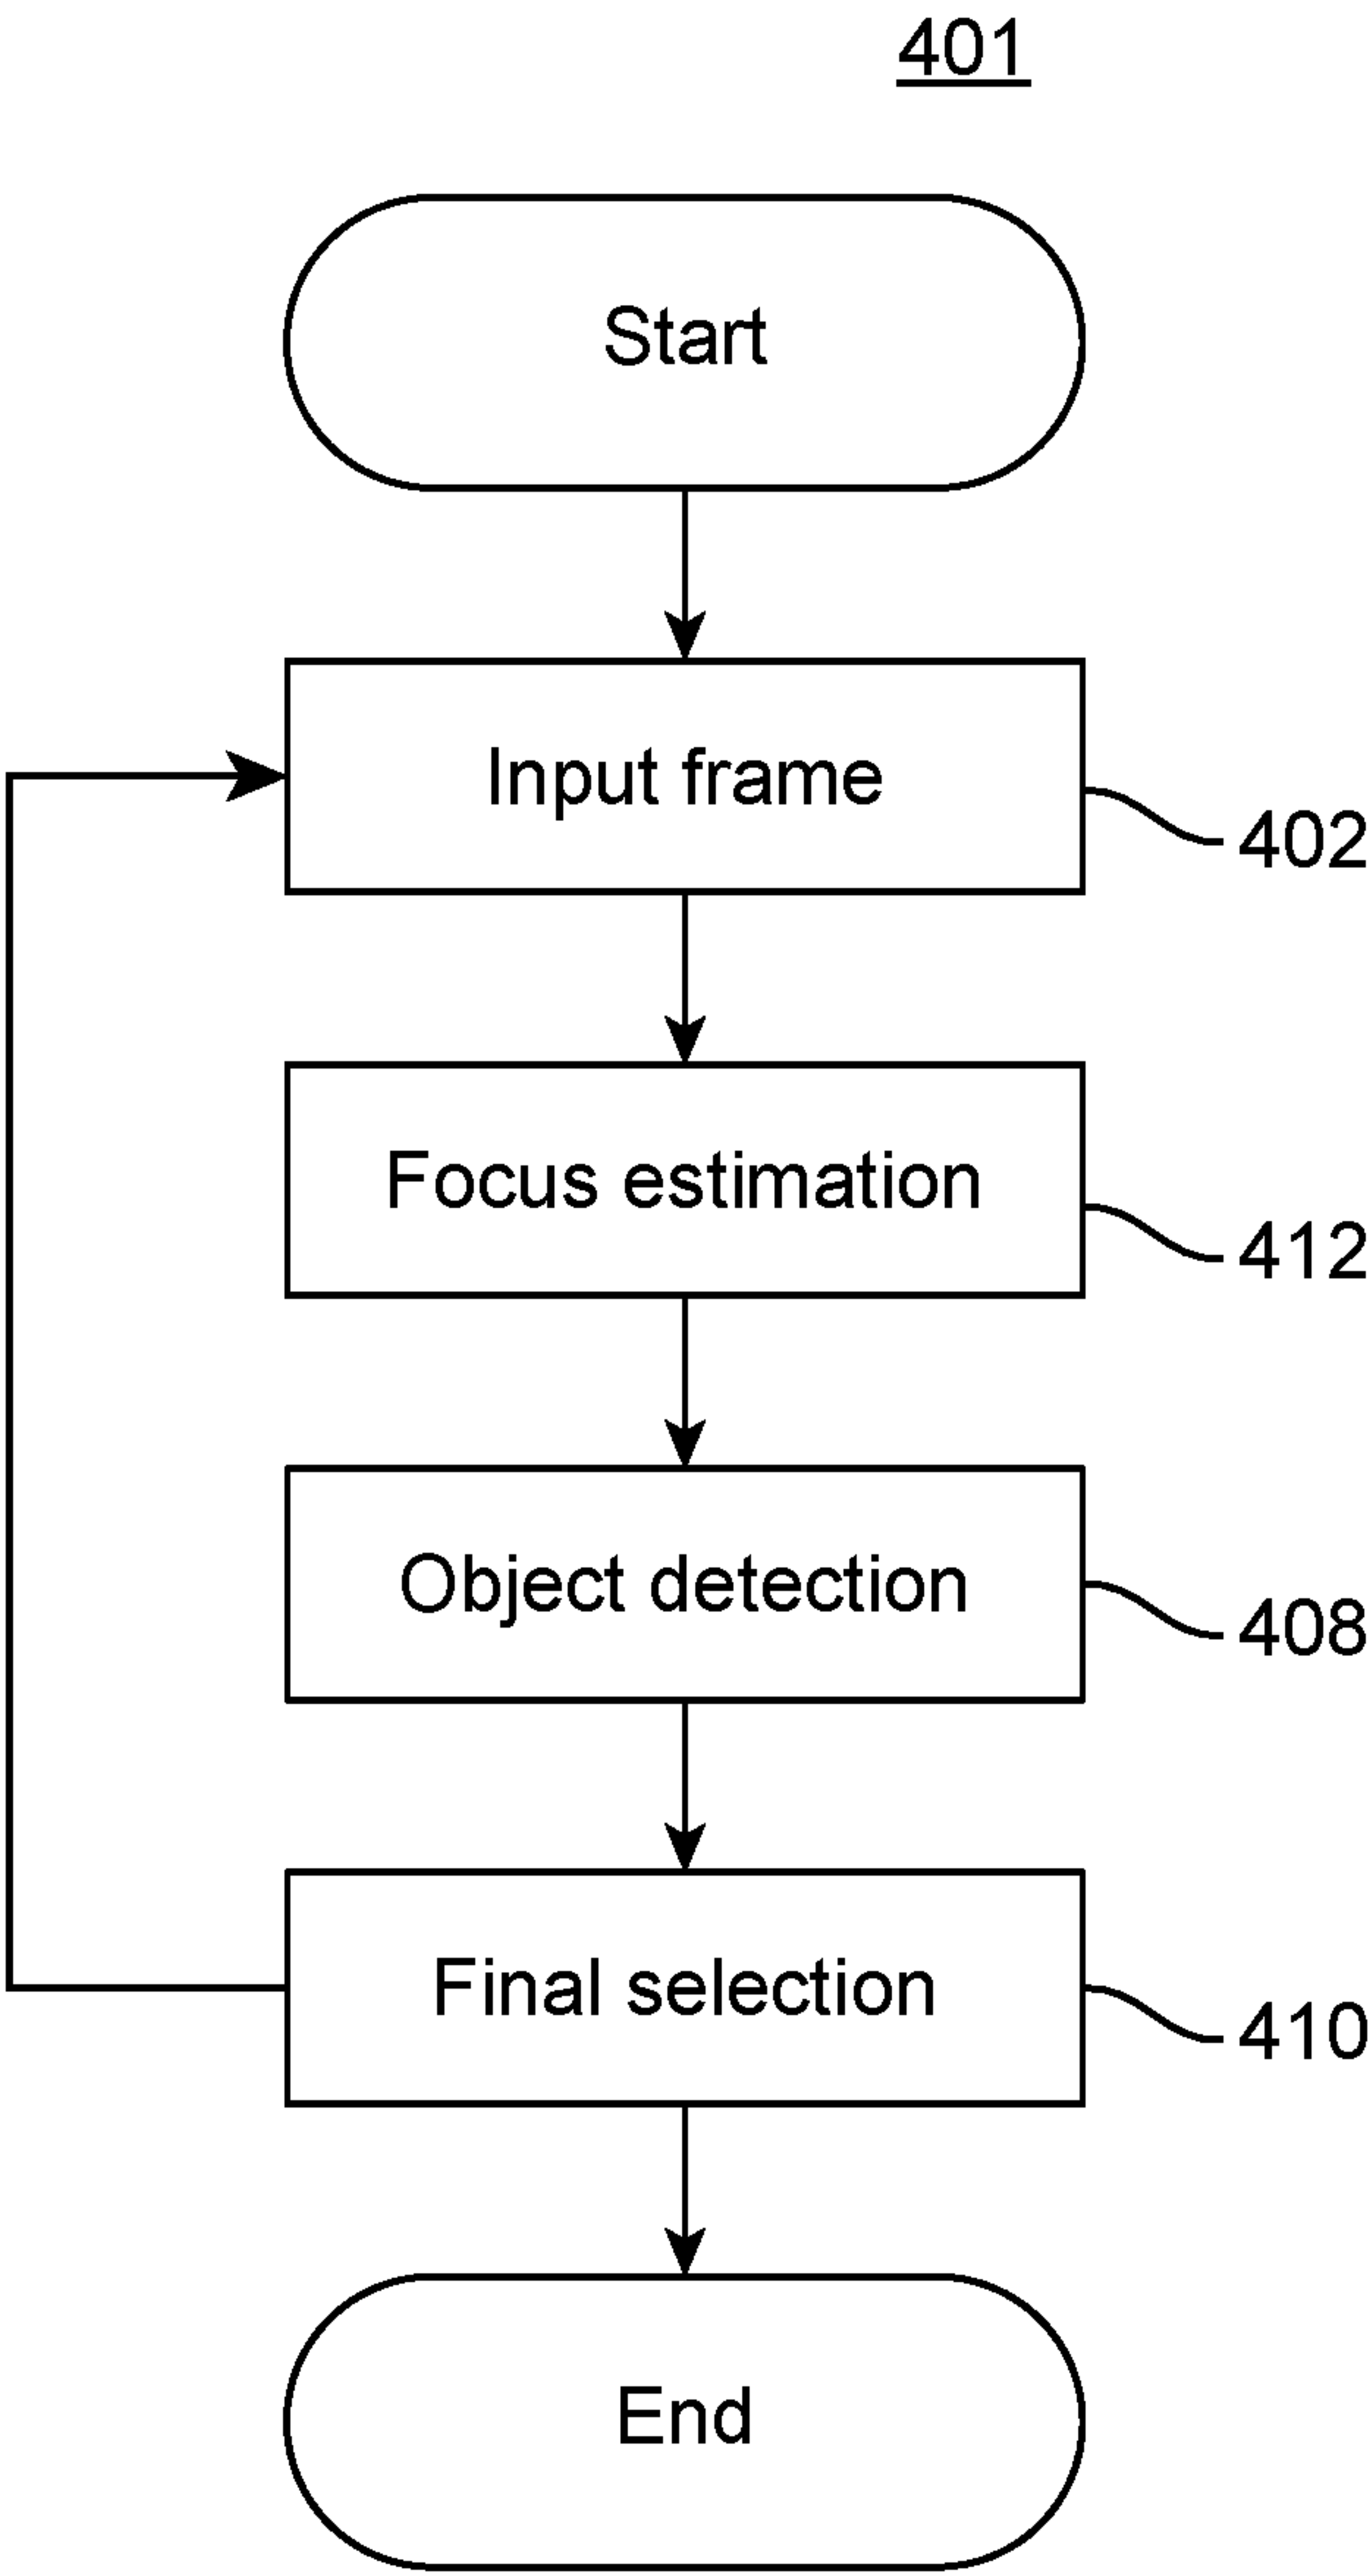 401
Start
Input frame
402
Focus estimation
412
Object detection
408
Final selection
410
End